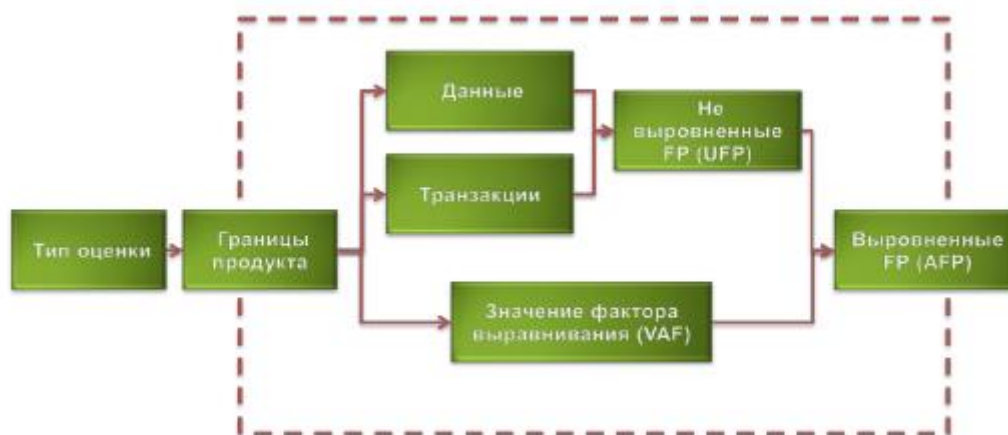 Данные
Не
выровненные
FP (UFP)
Транзакции
Тип оценки
Границы
продукта
Выровненные
FP (AFP)
Значение фактора
выравнивания (VAF)